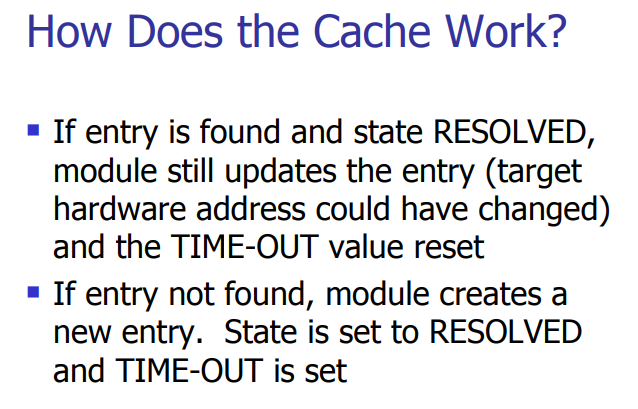 How Does the Cache Work?
If entry is found and state RESOLVED,
module still updates the entry (target
hardware address could have changed)
and the TIME-OUT value reset
If entry not found, module creates a
new entry.  State is set to RESOLVED
and TIME-OUT is set